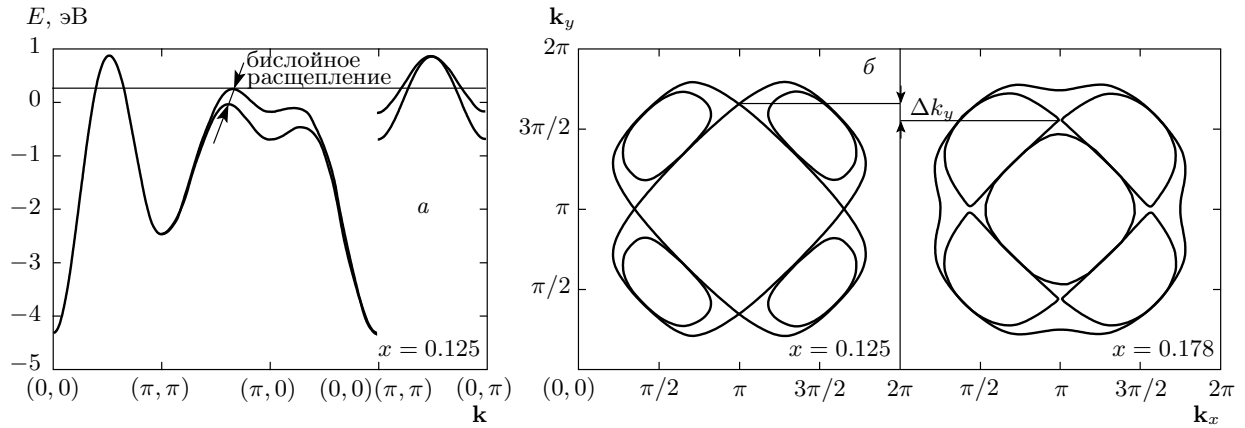 E, эВ
1
0
−1
−2
−3
−4
−5
бислойное
расщепление
а
x = 0.125
(0, 0)
(π, π)
(π, 0)
(0, 0)
(π, π)
(0, π)
k
k_y
2π
3π/2
π
π/2
б
Δk_y
x = 0.125
x = 0.178
(0, 0)
π/2
π
3π/2
2π
π/2
π
3π/2
2π
k_x